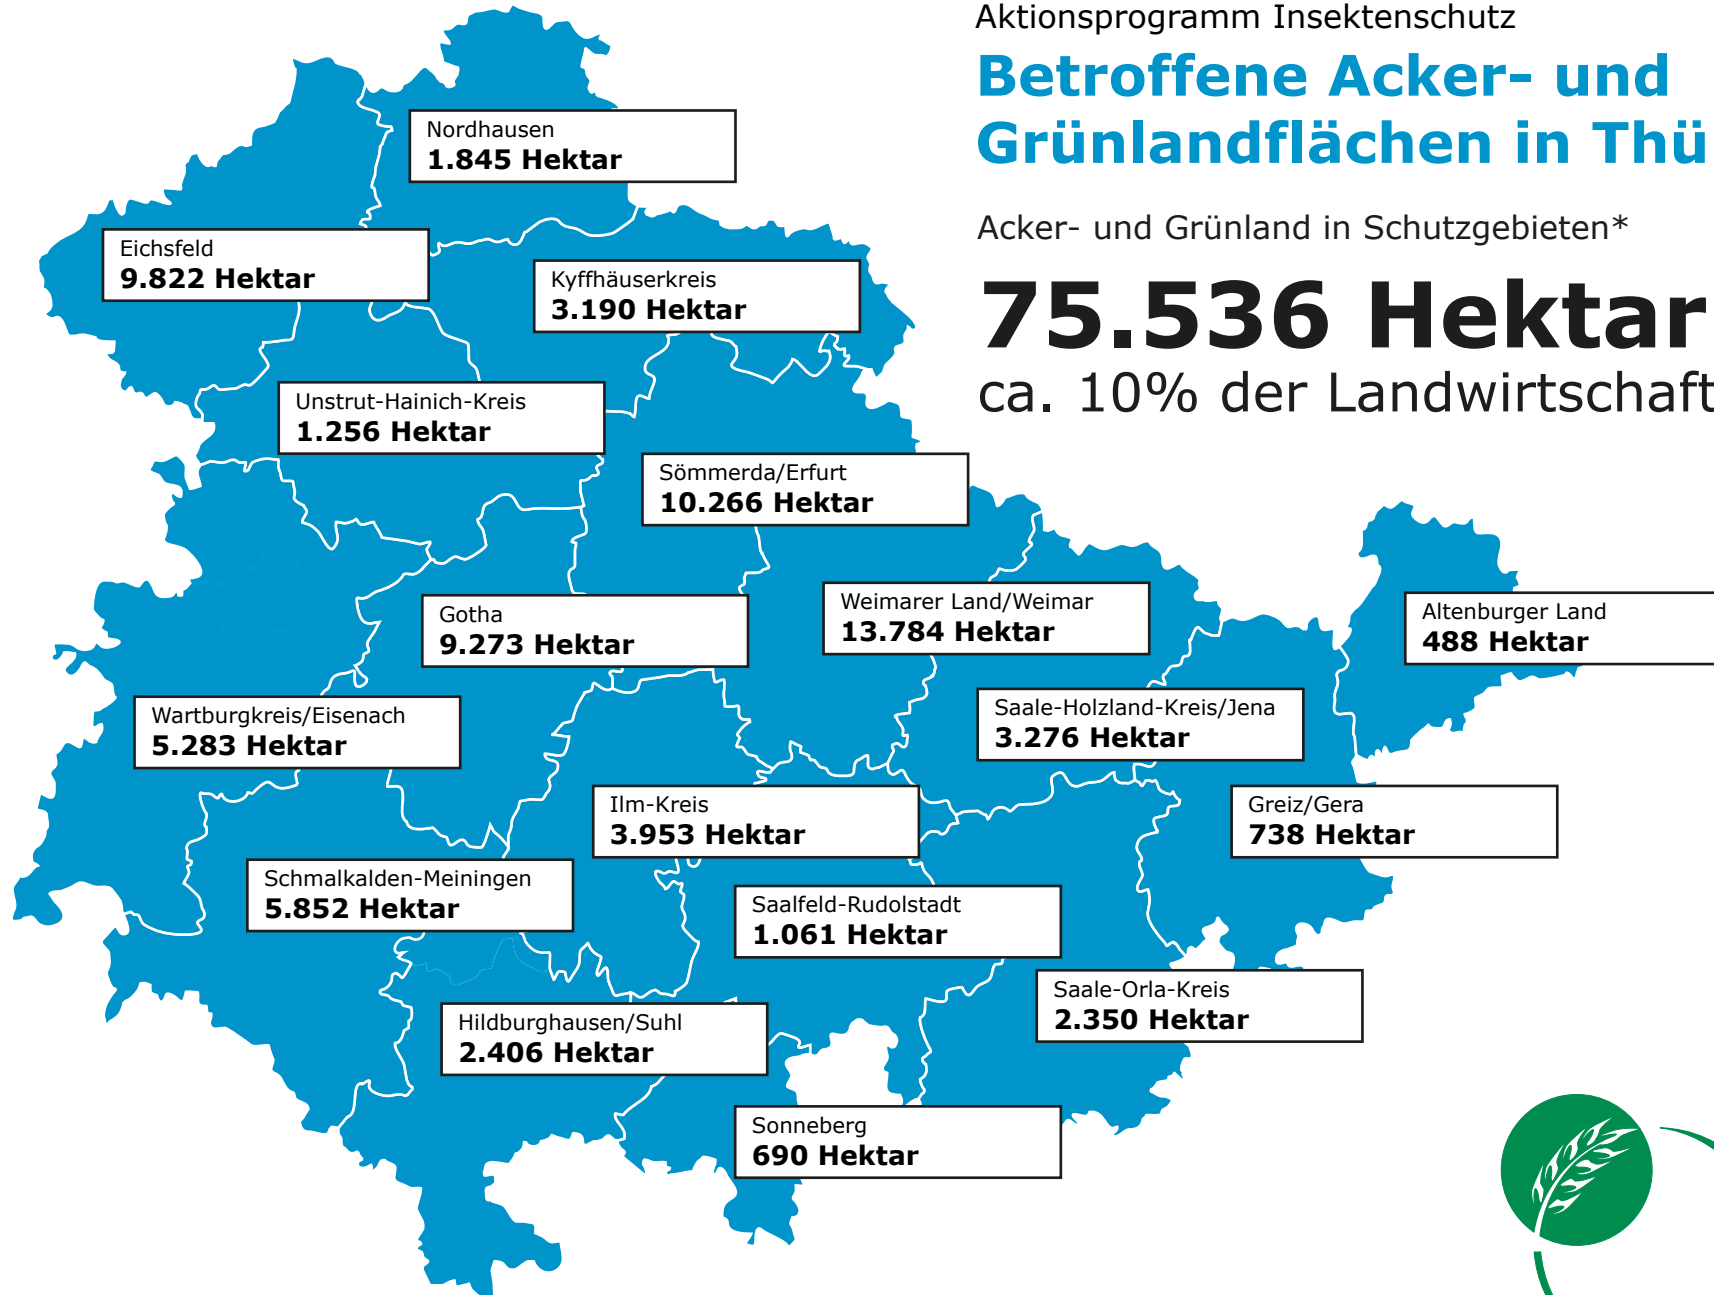 Aktionsprogramm Insektenschutz
Betroffene Acker- und
Grünlandflächen in Thü
Acker- und Grünland in Schutzgebieten*
75.536 Hektar
ca. 10% der Landwirtschaft
Nordhausen
1.845 Hektar
Eichsfeld
9.822 Hektar
Kyffhäuserkreis
3.190 Hektar
Unstrut-Hainich-Kreis
1.256 Hektar
Sömmerda/Erfurt
10.266 Hektar
Gotha
9.273 Hektar
Weimarer Land/Weimar
13.784 Hektar
Altenburger Land
488 Hektar
Wartburgkreis/Eisenach
5.283 Hektar
Saale-Holzland-Kreis/Jena
3.276 Hektar
Ilm-Kreis
3.953 Hektar
Greiz/Gera
738 Hektar
Schmalkalden-Meiningen
5.852 Hektar
Saalfeld-Rudolstadt
1.061 Hektar
Saale-Orla-Kreis
2.350 Hektar
Hildburghausen/Suhl
2.406 Hektar
Sonneberg
690 Hektar